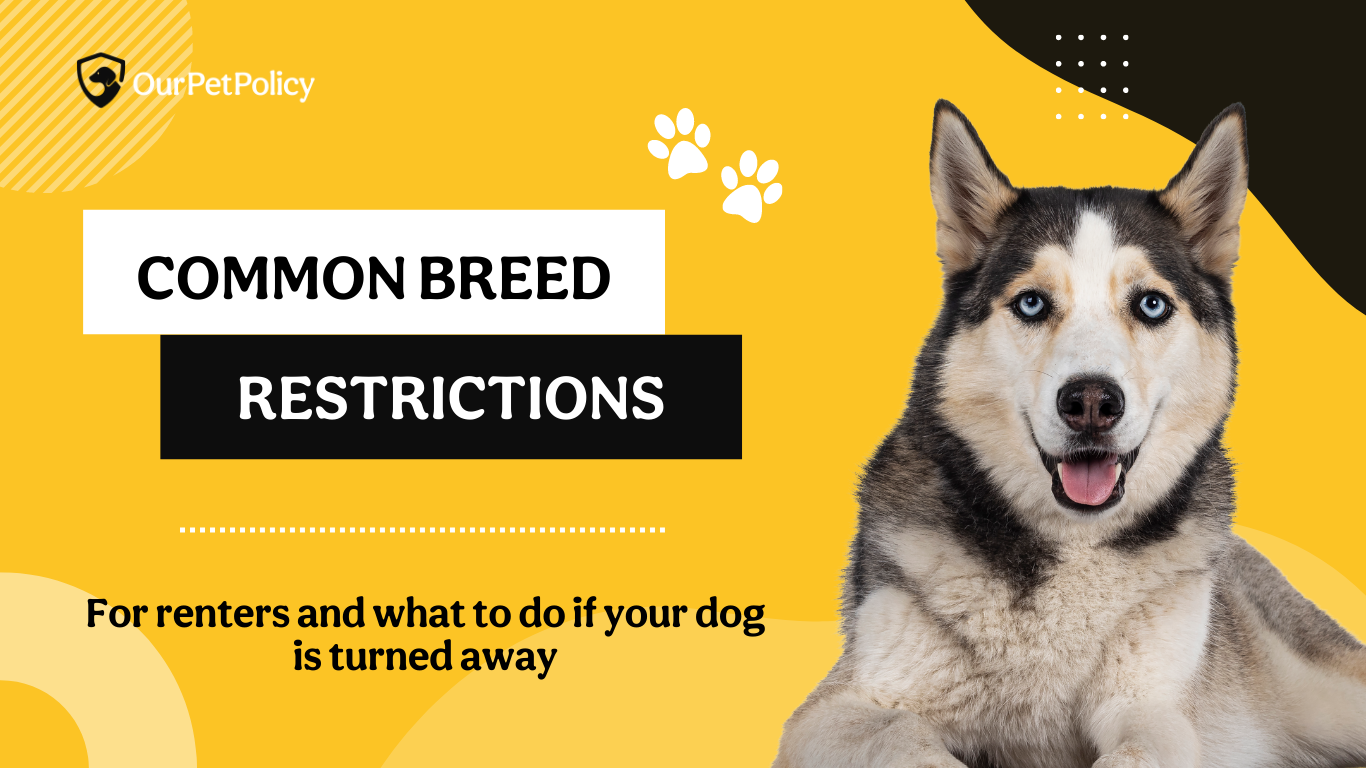 OurPetPolicy
COMMON BREED
RESTRICTIONS
For renters and what to do if your dog
is turned away